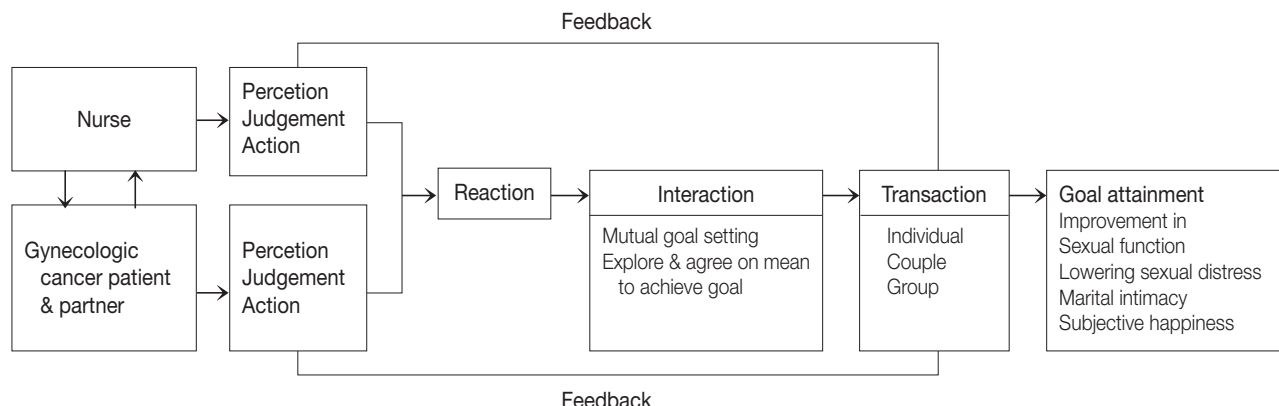 Feedback
Nurse
Percetion
Judgement
Action
Gynecologic
cancer patient
& partner
Percetion
Judgement
Action
Reaction
Interaction
Mutual goal setting
Explore & agree on mean
to achieve goal
Transaction
Individual
Couple
Group
Goal attainment
Improvement in
Sexual function
Lowering sexual distress
Marital intimacy
Subjective happiness
Feedback